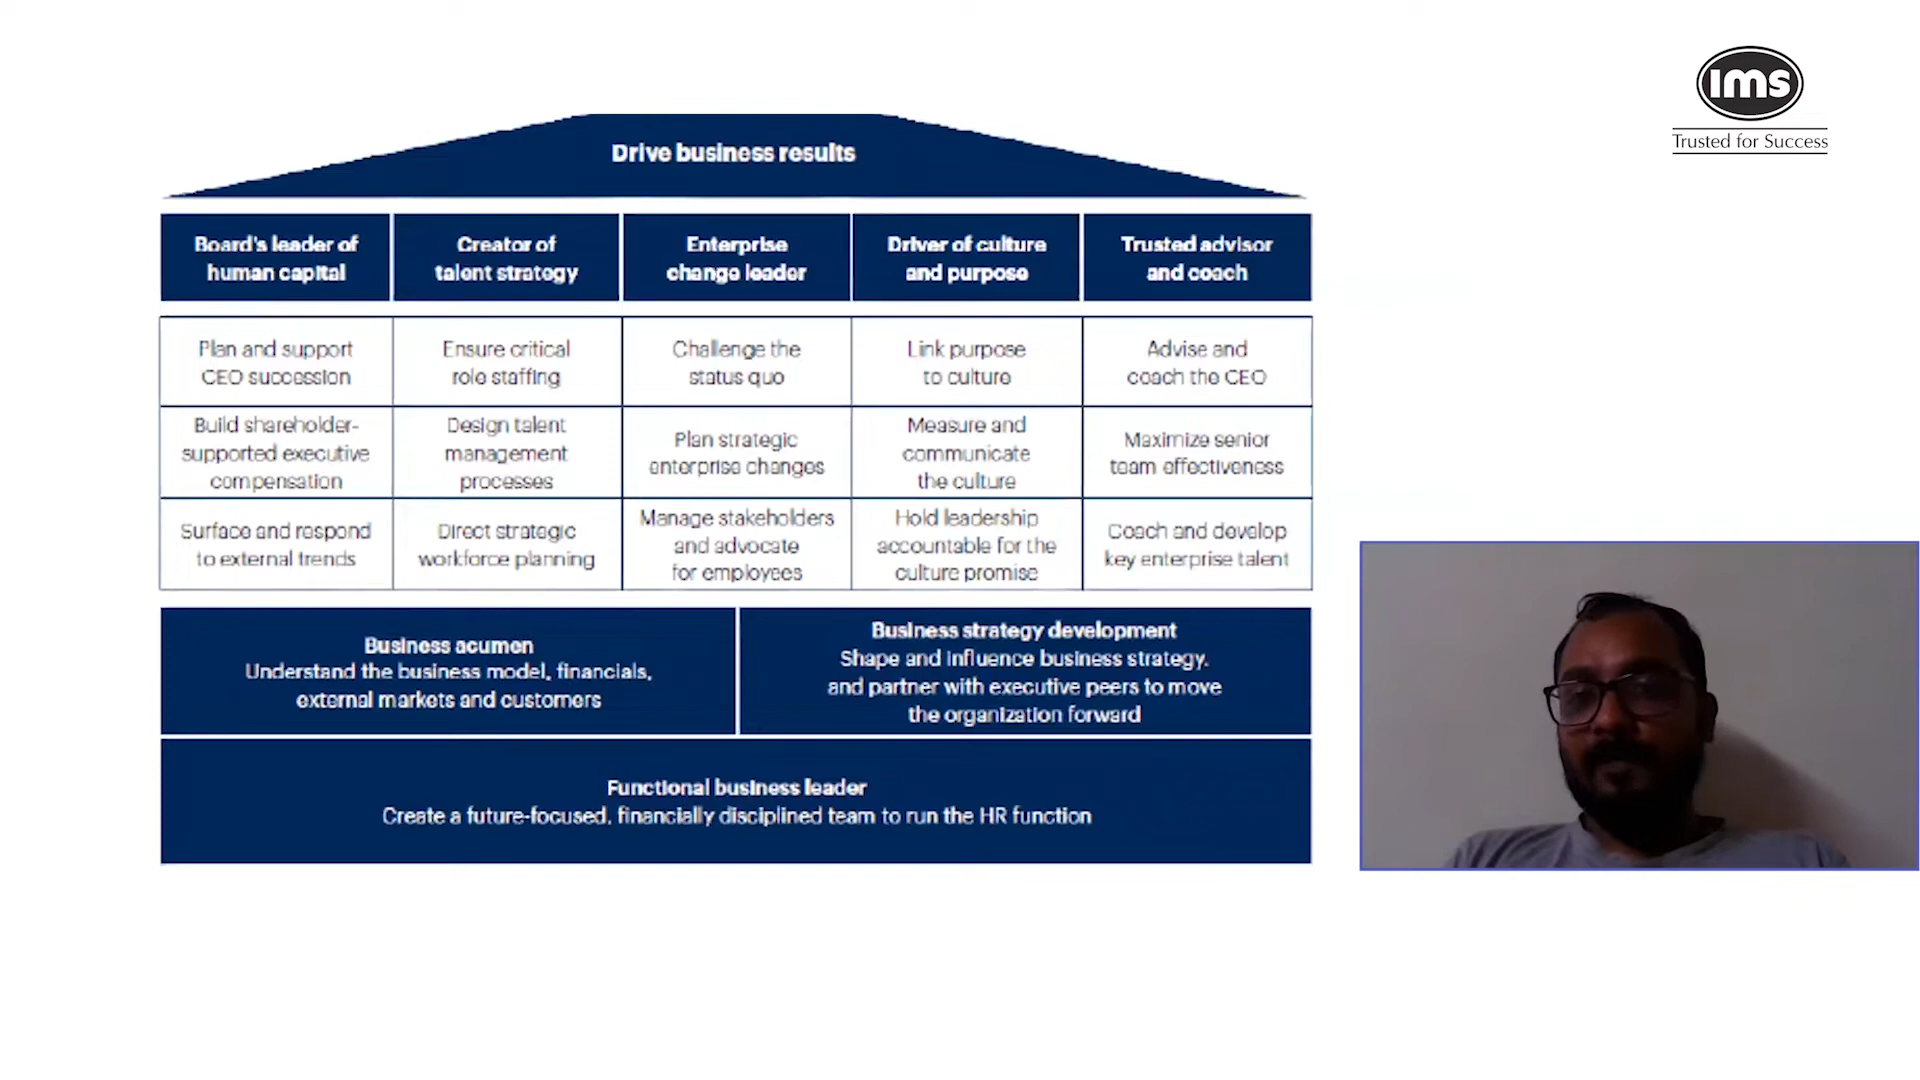 ims
Trusted for Success
Drive business results
Board's leader of
human capital
Creator of
talent strategy
Enterprise
change leader
Driver of culture
and purpose
Trusted advisor
and coach
Plan and support
CEO succession
Ensure critical
role staffing
Challenge the
status quo
Link purpose
to culture
Advise and
coach the CEO
Build shareholder-
supported executive
compensation
Design talent
management
processes
Plan strategic
enterprise changes
Measure and
communicate
the culture
Maximize senior
team effectiveness
Surface and respond
to external trends
Direct strategic
workforce planning
Manage stakeholders
and advocate
for employees
Hold leadership
accountable for the
culture promise
Coach and develop
key enterprise talent
Business acumen
Understand the business model, financials,
external markets and customers
Business strategy development
Shape and influence business strategy,
and partner with executive peers to move
the organization forward
Functional business leader
Create a future-focused, financially disciplined team to run the HR function